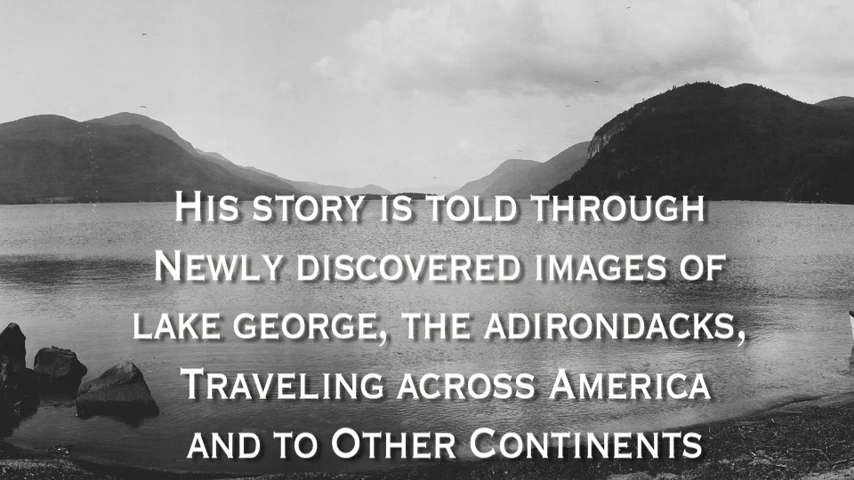 His story is told through
Newly discovered images of
lake george, the adirondacks,
Traveling across America
and to Other Continents